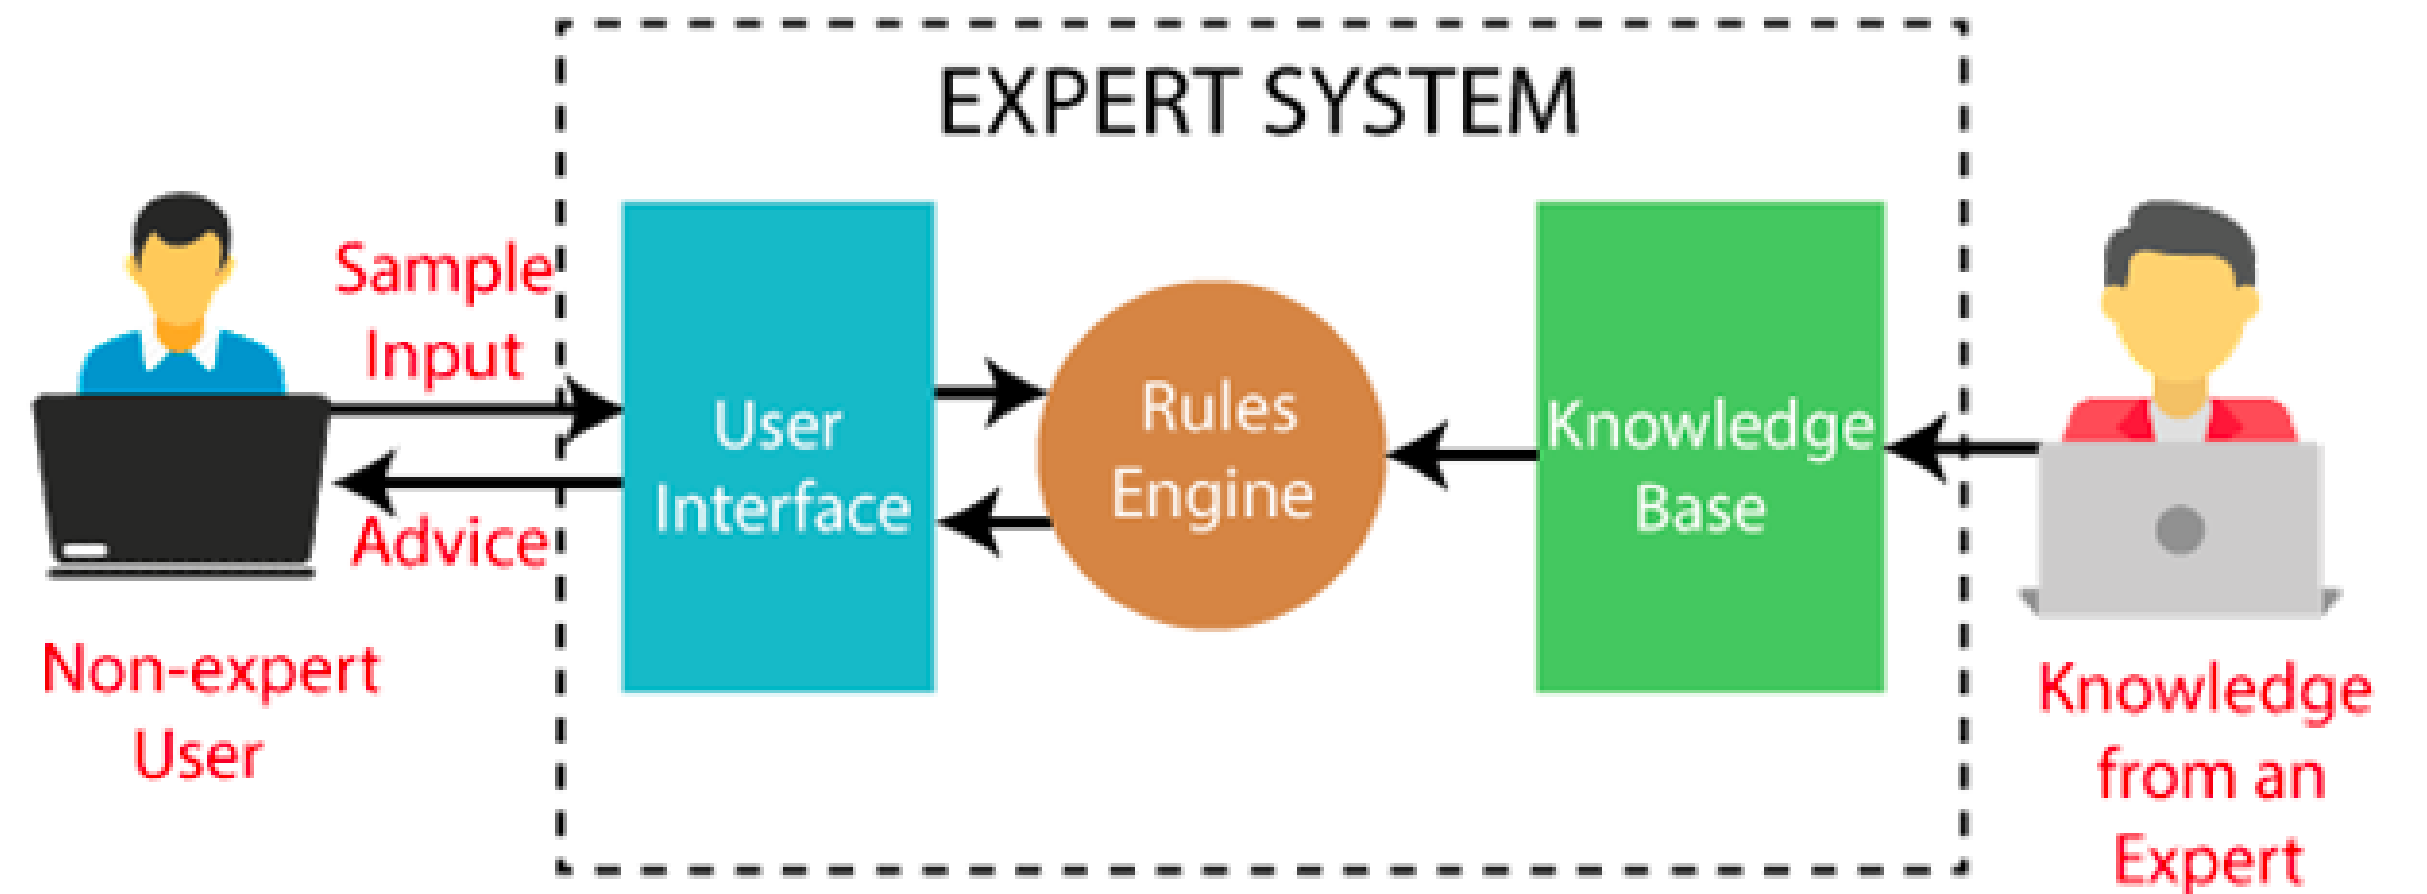 EXPERT SYSTEM
Sample
Input
Advice
Non-expert
User
User
Interface
Rules
Engine
Knowledge
Base
Knowledge
from an
Expert